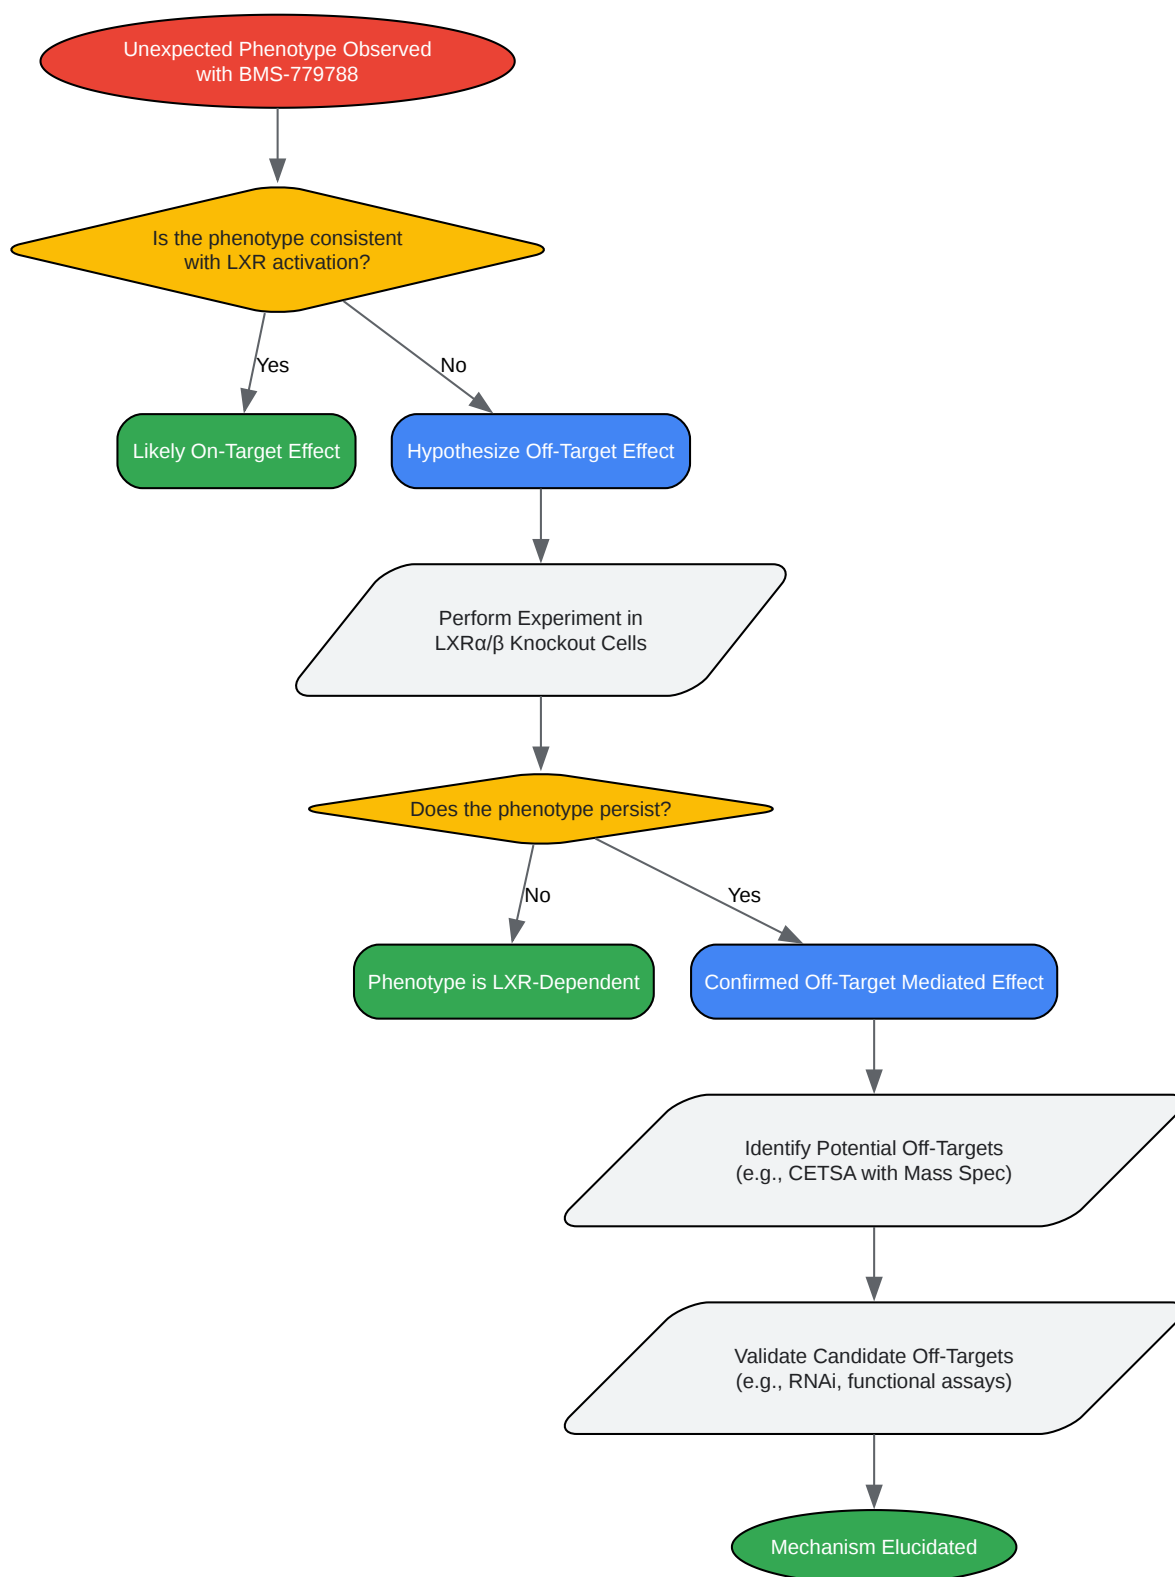 Unexpected Phenotype Observed
with BMS-779788
Is the phenotype consistent
with LXR activation?
Yes
No
Likely On-Target Effect
Hypothesize Off-Target Effect
Perform Experiment in
LXRα/β Knockout Cells
Does the phenotype persist?
No
Yes
Phenotype is LXR-Dependent
Confirmed Off-Target Mediated Effect
Identify Potential Off-Targets
(e.g., CETSA with Mass Spec)
Validate Candidate Off-Targets
(e.g., RNAi, functional assays)
Mechanism Elucidated